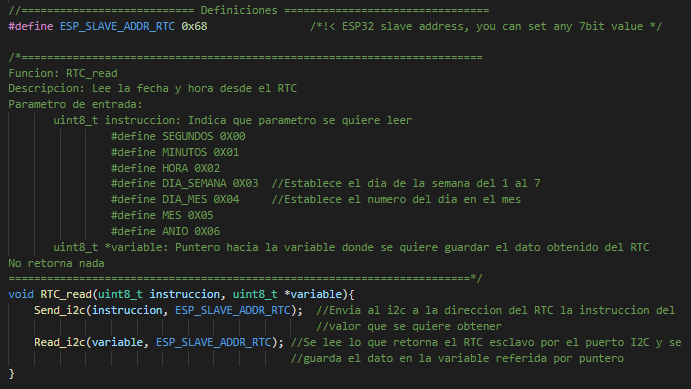 //=========================== Definiciones ================================
#define ESP_SLAVE_ADDR_RTC 0x68                /*!< ESP32 slave address, you can set any 7bit value */
/*========================================================================
Funcion: RTC_read
Descripcion: Lee la fecha y hora desde el RTC
Parametro de entrada:
       uint8_t instruccion: Indica que parametro se quiere leer
                #define SEGUNDOS 0X00
                #define MINUTOS 0X01
                #define HORA 0X02
                #define DIA_SEMANA 0X03  //Establece el dia de la semana del 1 al 7
                #define DIA_MES 0X04     //Establece el numero del dia en el mes
                #define MES 0X05
                #define ANIO 0X06
       uint8_t *variable: Puntero hacia la variable donde se quiere guardar el dato obtenido del RTC
No retorna nada
========================================================================*/
void RTC_read(uint8_t instruccion, uint8_t *variable){
    Send_i2c(instruccion, ESP_SLAVE_ADDR_RTC);  //Envia al i2c a la direccion del RTC la instruccion del
                                                //valor que se quiere obtener
    Read_i2c(variable, ESP_SLAVE_ADDR_RTC); //Se lee lo que retorna el RTC esclavo por el puerto I2C y se
                                            //guarda el dato en la variable referida por puntero
}